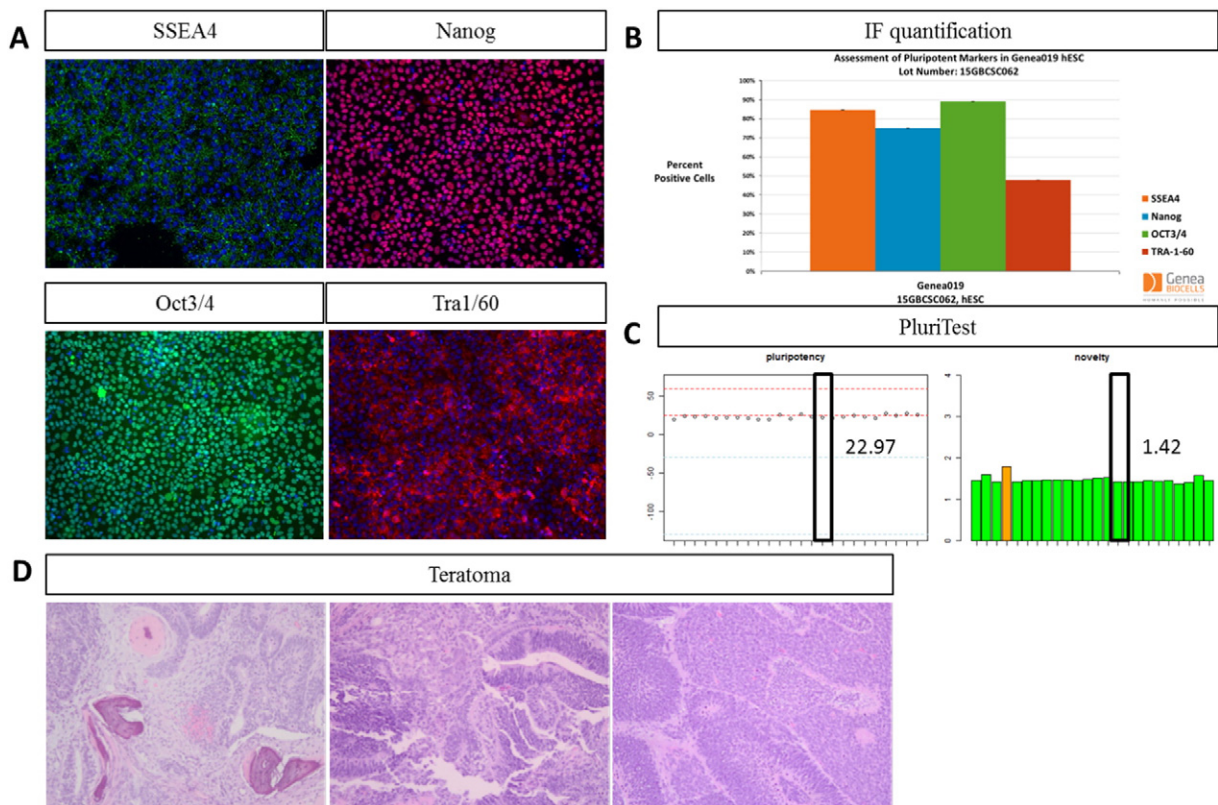 A
SSEA4
Nanog
Oct3/4
Tra1/60
B
IF quantification
Assessment of Pluripotent Markers in Genea019 hESC
Lot Number: 15GBCSC062
100%
90%
80%
70%
60%
50%
40%
30%
20%
10%
0%
Percent
Positive Cells
SSEA4
Nanog
OCT3/4
TRA-1-60
Genea019
15GBCSC062, hESC
Genea
BIOCELLS
HUMANLY POSSIBLE
C
PluriTest
pluripotency
50
0
-50
-100
22.97
novelty
4
3
2
1
0
1.42
D
Teratoma